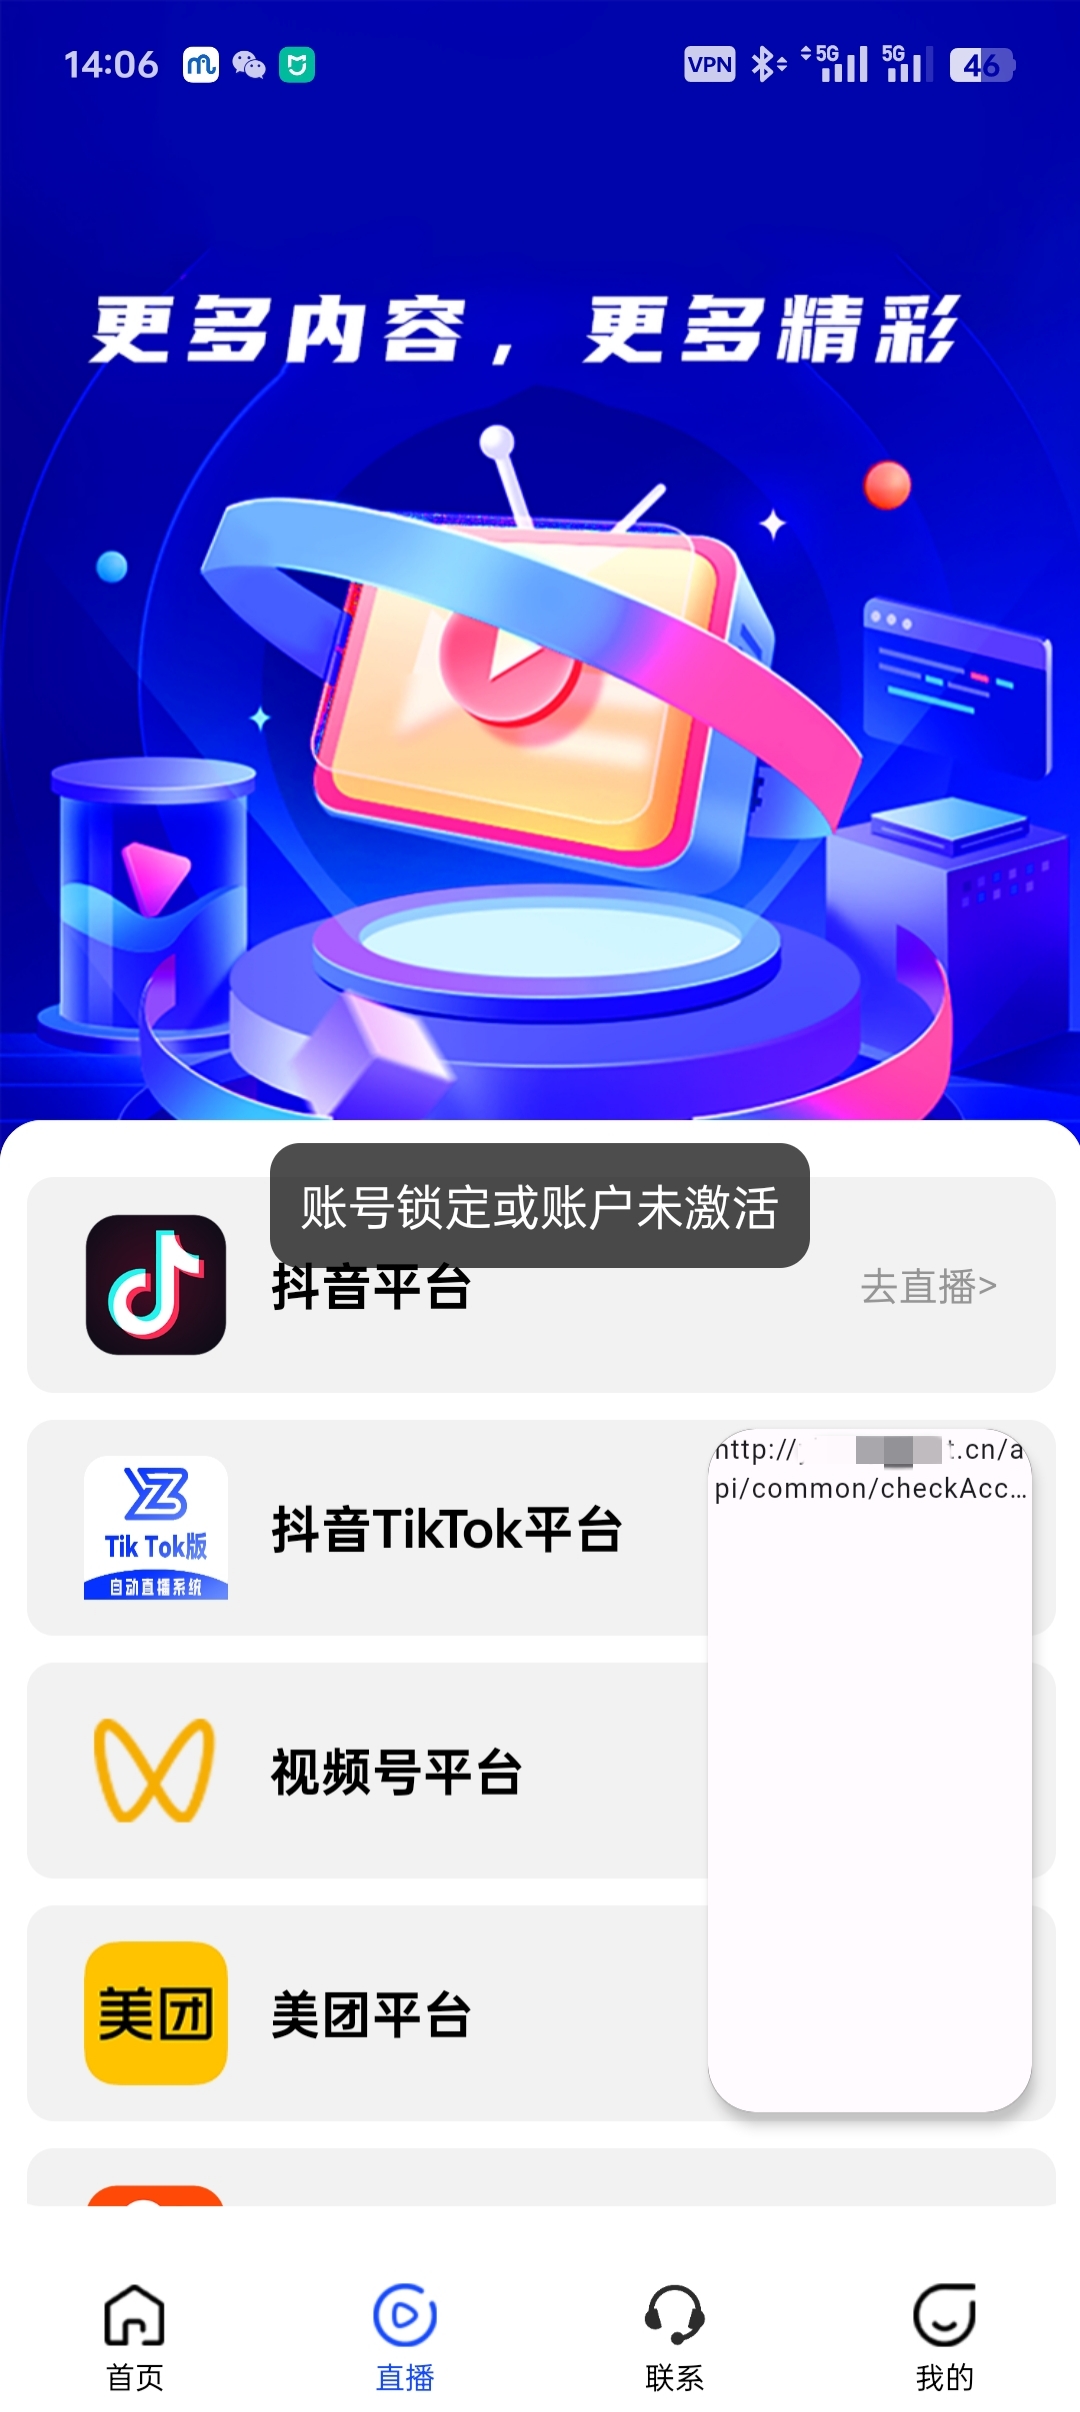 14:06
VPN
5G
5G
46
更多内容，更多精彩
账号锁定或账户未激活
抖音平台
去直播>
http://
t.cn/a
pi/common/checkAcc...
Tik Tok版
自动直播系统
抖音TikTok平台
视频号平台
美团
美团平台
首页
直播
联系
我的